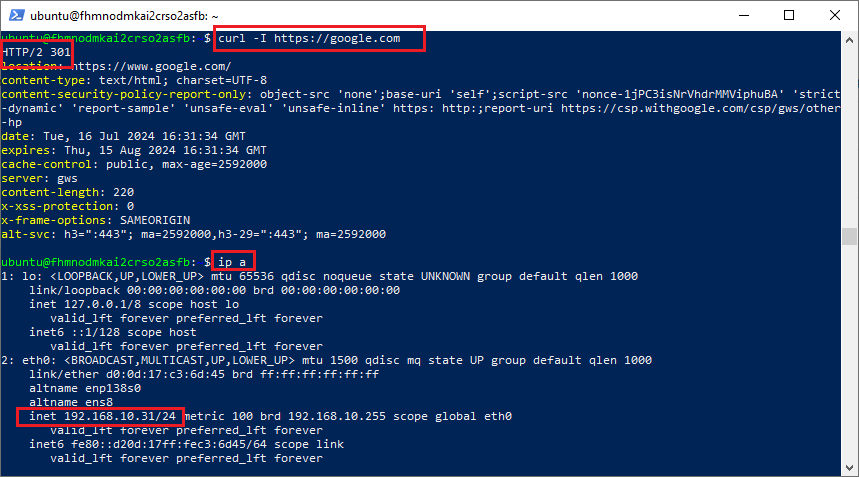 ubuntu@fhmnodmkai2crso2asfb: ~
ubuntu@fhmnodmkai2crso2asfb:~$ curl -I https://google.com
HTTP/2 301
location: https://www.google.com/
content-type: text/html; charset=UTF-8
content-security-policy-report-only: object-src 'none';base-uri 'self';script-src 'nonce-1jPC3isNrVhdrMMViphuBA' 'strict
-dynamic' 'report-sample' 'unsafe-eval' 'unsafe-inline' https: http:;report-uri https://csp.withgoogle.com/csp/gws/other
-hp
date: Tue, 16 Jul 2024 16:31:34 GMT
expires: Thu, 15 Aug 2024 16:31:34 GMT
cache-control: public, max-age=2592000
server: gws
content-length: 220
x-xss-protection: 0
x-frame-options: SAMEORIGIN
alt-svc: h3=":443"; ma=2592000,h3-29=":443"; ma=2592000
ubuntu@fhmnodmkai2crso2asfb:~$ ip a
1: lo: <LOOPBACK,UP,LOWER_UP> mtu 65536 qdisc noqueue state UNKNOWN group default qlen 1000
link/loopback 00:00:00:00:00:00 brd 00:00:00:00:00:00
inet 127.0.0.1/8 scope host lo
valid_lft forever preferred_lft forever
inet6 ::1/128 scope host
valid_lft forever preferred_lft forever
2: eth0: <BROADCAST,MULTICAST,UP,LOWER_UP> mtu 1500 qdisc mq state UP group default qlen 1000
link/ether d0:0d:17:c3:6d:45 brd ff:ff:ff:ff:ff:ff
altname enp138s0
altname ens8
inet 192.168.10.31/24 metric 100 brd 192.168.10.255 scope global eth0
valid_lft forever preferred_lft forever
inet6 fe80::d20d:17ff:fec3:6d45/64 scope link
valid_lft forever preferred_lft forever